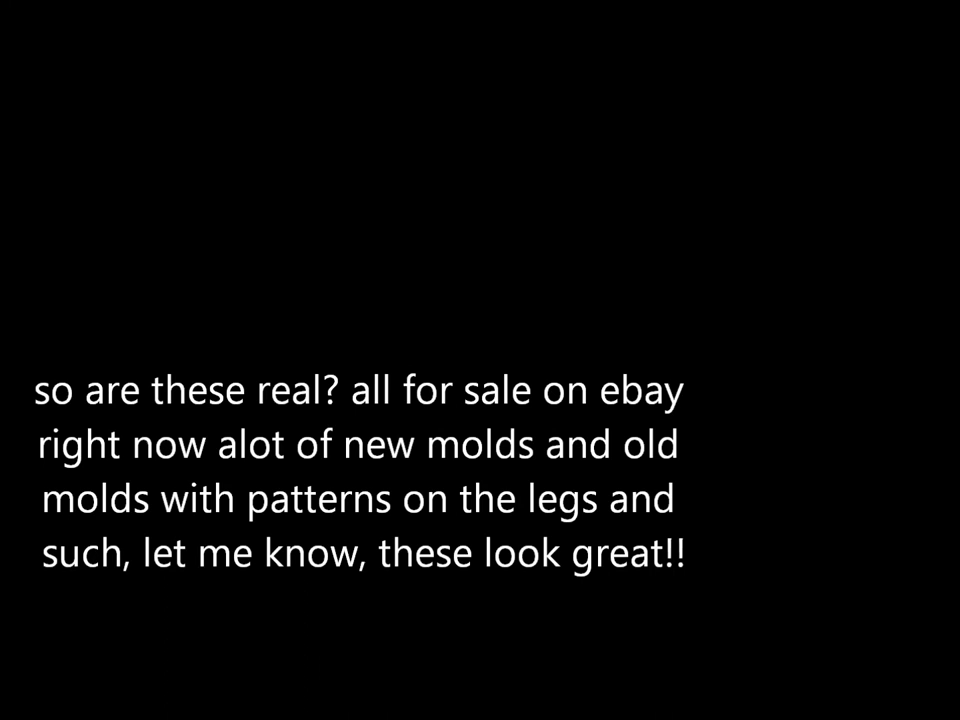 so are these real? all for sale on ebay
right now alot of new molds and old
molds with patterns on the legs and
such, let me know, these look great!!